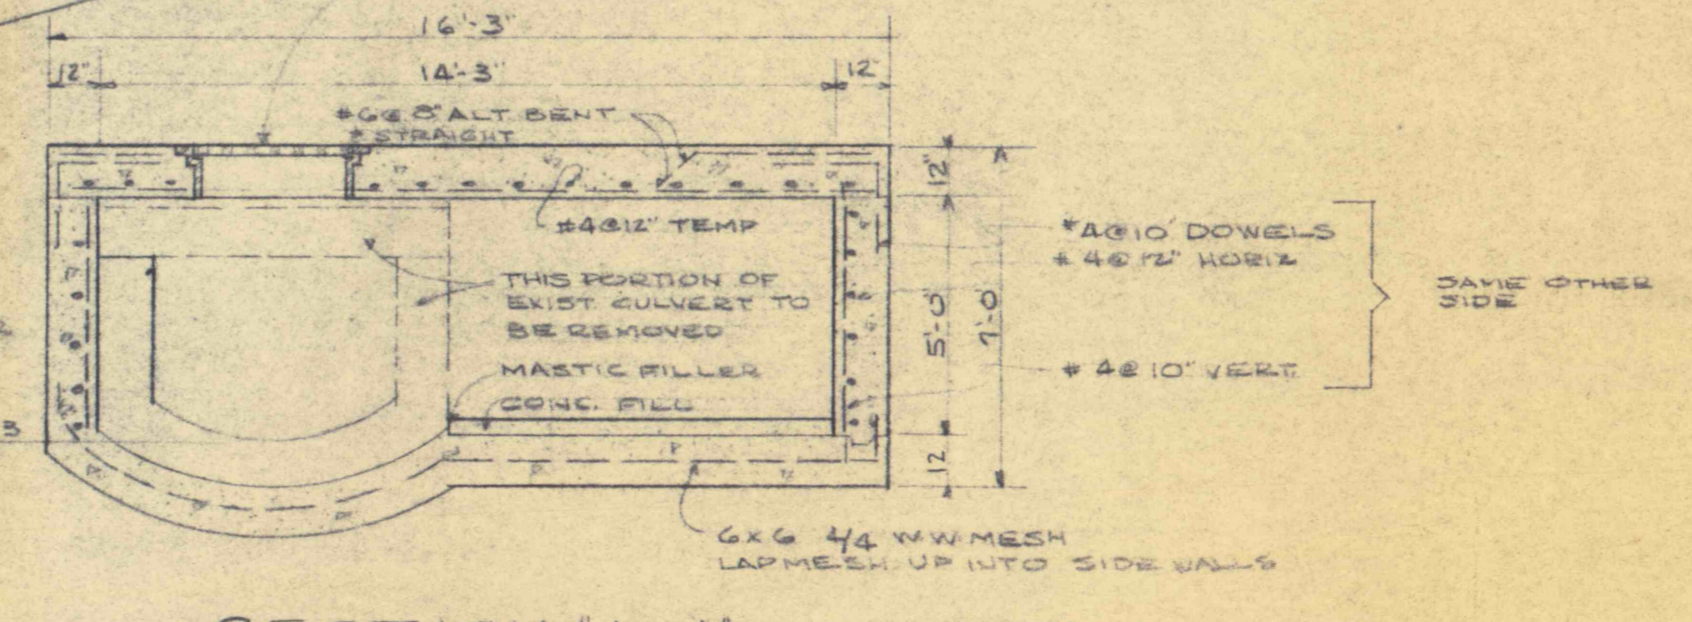 16'-3"
12" 14'-3" 12"
#6@8" ALT BENT
& STRAIGHT
12"
#4@12" TEMP
#4@10 DOWELS
#4@12" HORIZ
THIS PORTION OF
EXIST CULVERT TO
BE REMOVED
SAME OTHER
SIDE
5'-0"
7'-0"
MASTIC FILLER
#4@10" VERT.
CONC. FILL
12
6x6 4/4 W.W. MESH
LAP MESH UP INTO SIDE WALLS